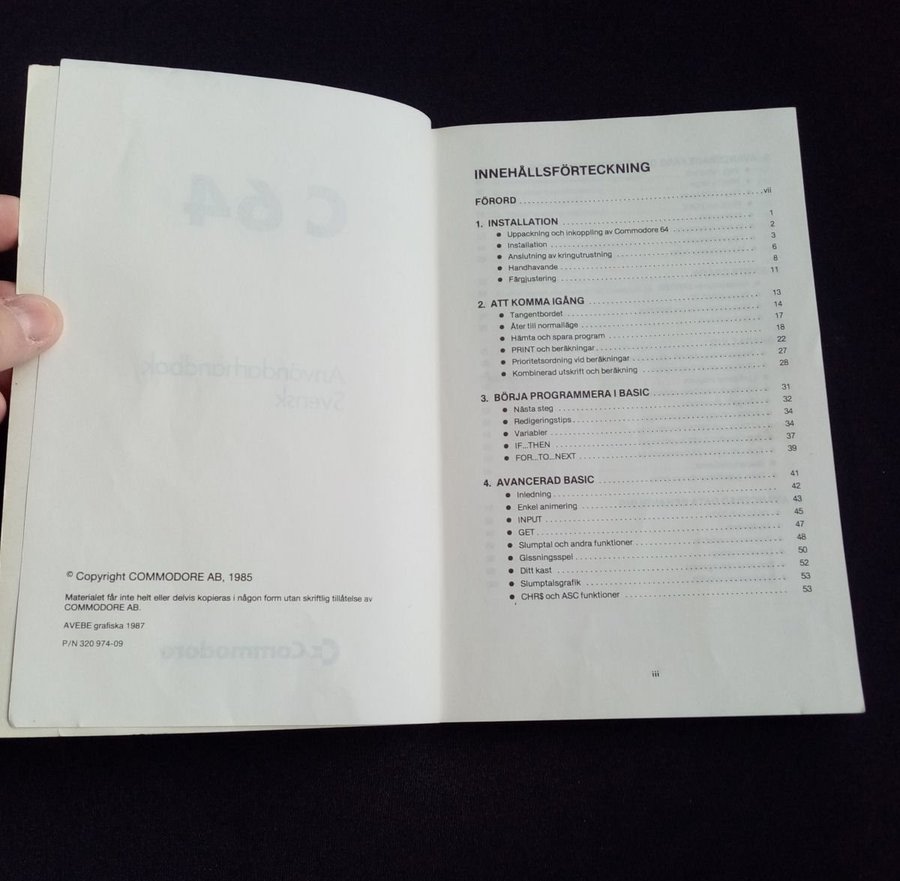 C 64
Användarhandbok
Svensk
© Copyright COMMODORE AB, 1985
Materialet får inte helt eller delvis kopieras i någon form utan skriftlig tillåtelse av
COMMODORE AB.
AVEBE grafiska 1987
P/N 320 974-09
Commodore
INNEHÅLLSFÖRTECKNING
FÖRORD vii
1. INSTALLATION 1
● Uppackning och inkoppling av Commodore 64 2
● Installation 3
● Anslutning av kringutrustning 6
● Handhavande 8
● Färgjustering 11
2. ATT KOMMA IGÅNG 13
● Tangentbordet 14
● Åter till normalläge 17
● Hämta och spara program 18
● PRINT och beräkningar 22
● Prioritetsordning vid beräkningar 27
● Kombinerad utskrift och beräkning 28
3. BÖRJA PROGRAMMERA I BASIC 31
● Nästa steg 32
● Redigeringstips 34
● Variabler 34
● IF...THEN 37
● FOR...TO...NEXT 39
4. AVANCERAD BASIC 41
● Inledning 42
● Enkel animering 43
● INPUT 45
● GET 47
● Slumptal och andra funktioner 48
● Gissningsspel 50
● Ditt kast 52
● Slumptalsgrafik 53
● CHR$ och ASC funktioner 53
iii